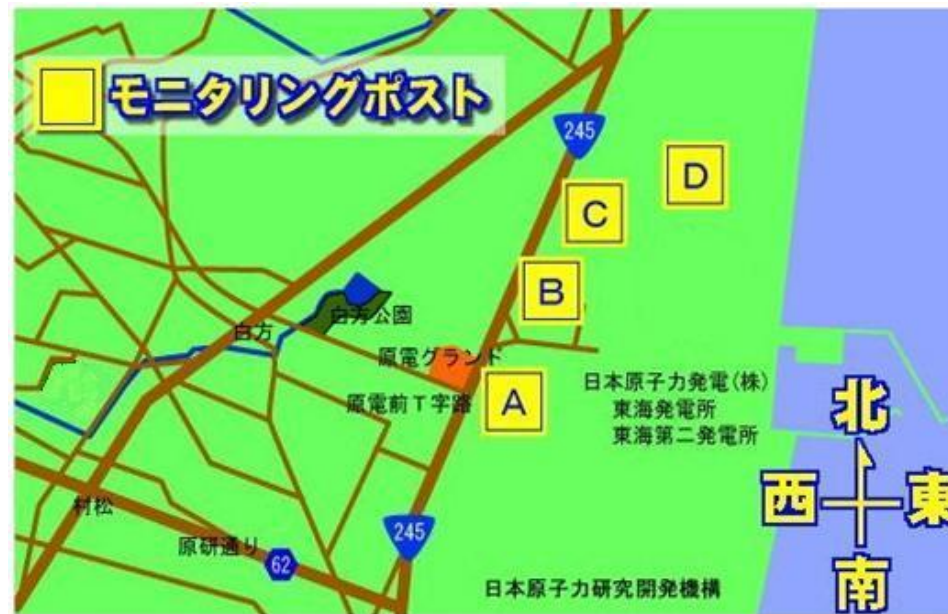 モニタリングポスト
245
D
C
B
白方公園
白方
原電グランド
A
日本原子力発電(株)
東海発電所
東海第二発電所
原電前T字路
北
西
東
南
村松
245
原研通り
62
日本原子力研究開発機構